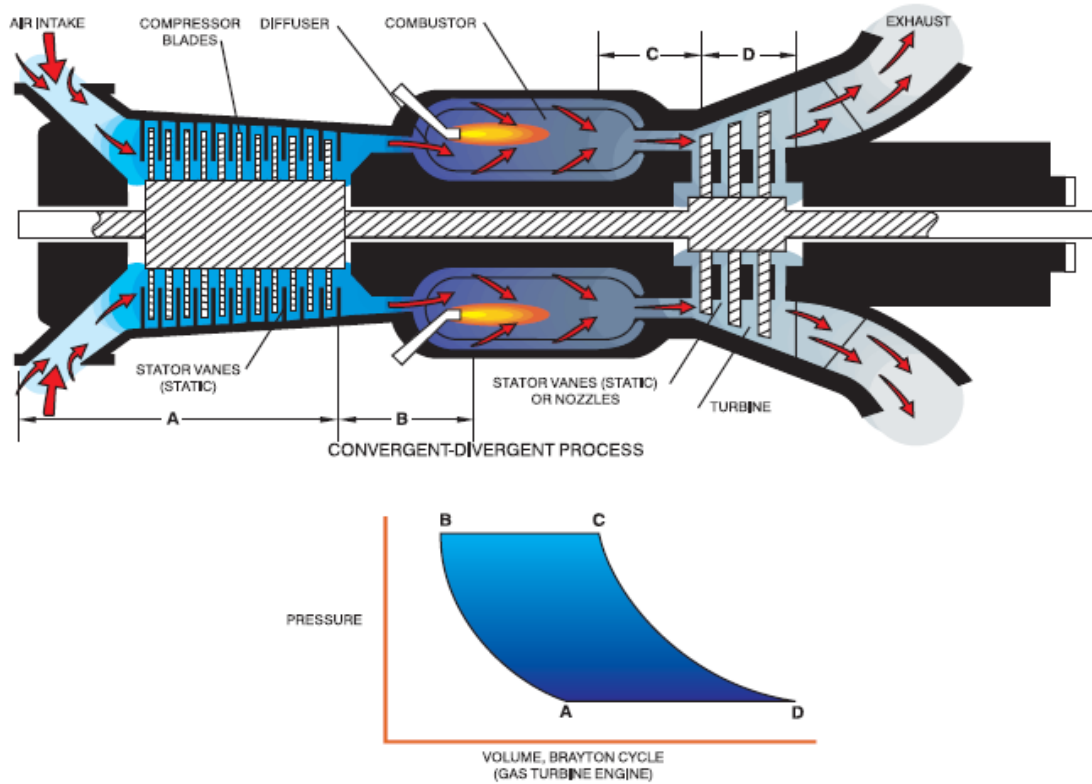 AIR INTAKE
COMPRESSOR
BLADES
DIFFUSER
COMBUSTOR
EXHAUST
C
D
STATOR VANES
(STATIC)
STATOR VANES (STATIC)
OR NOZZLES
TURBINE
A
B
CONVERGENT-DIVERGENT PROCESS
B
C
PRESSURE
A
D
VOLUME, BRAYTON CYCLE
(GAS TURBINE ENGINE)